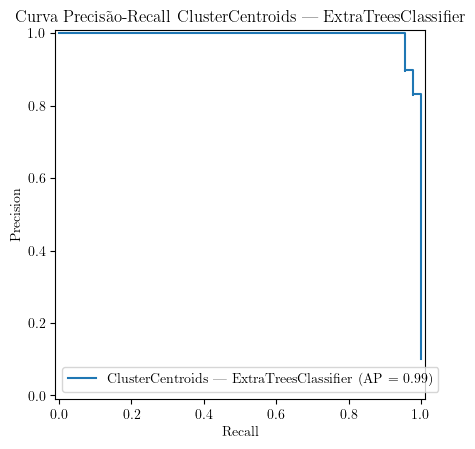 Curva Precisão-Recall ClusterCentroids — ExtraTreesClassifier
1.0
0.8
0.6
0.4
0.2
0.0
Precision
ClusterCentroids — ExtraTreesClassifier (AP = 0.99)
0.0 0.2 0.4 0.6 0.8 1.0
Recall